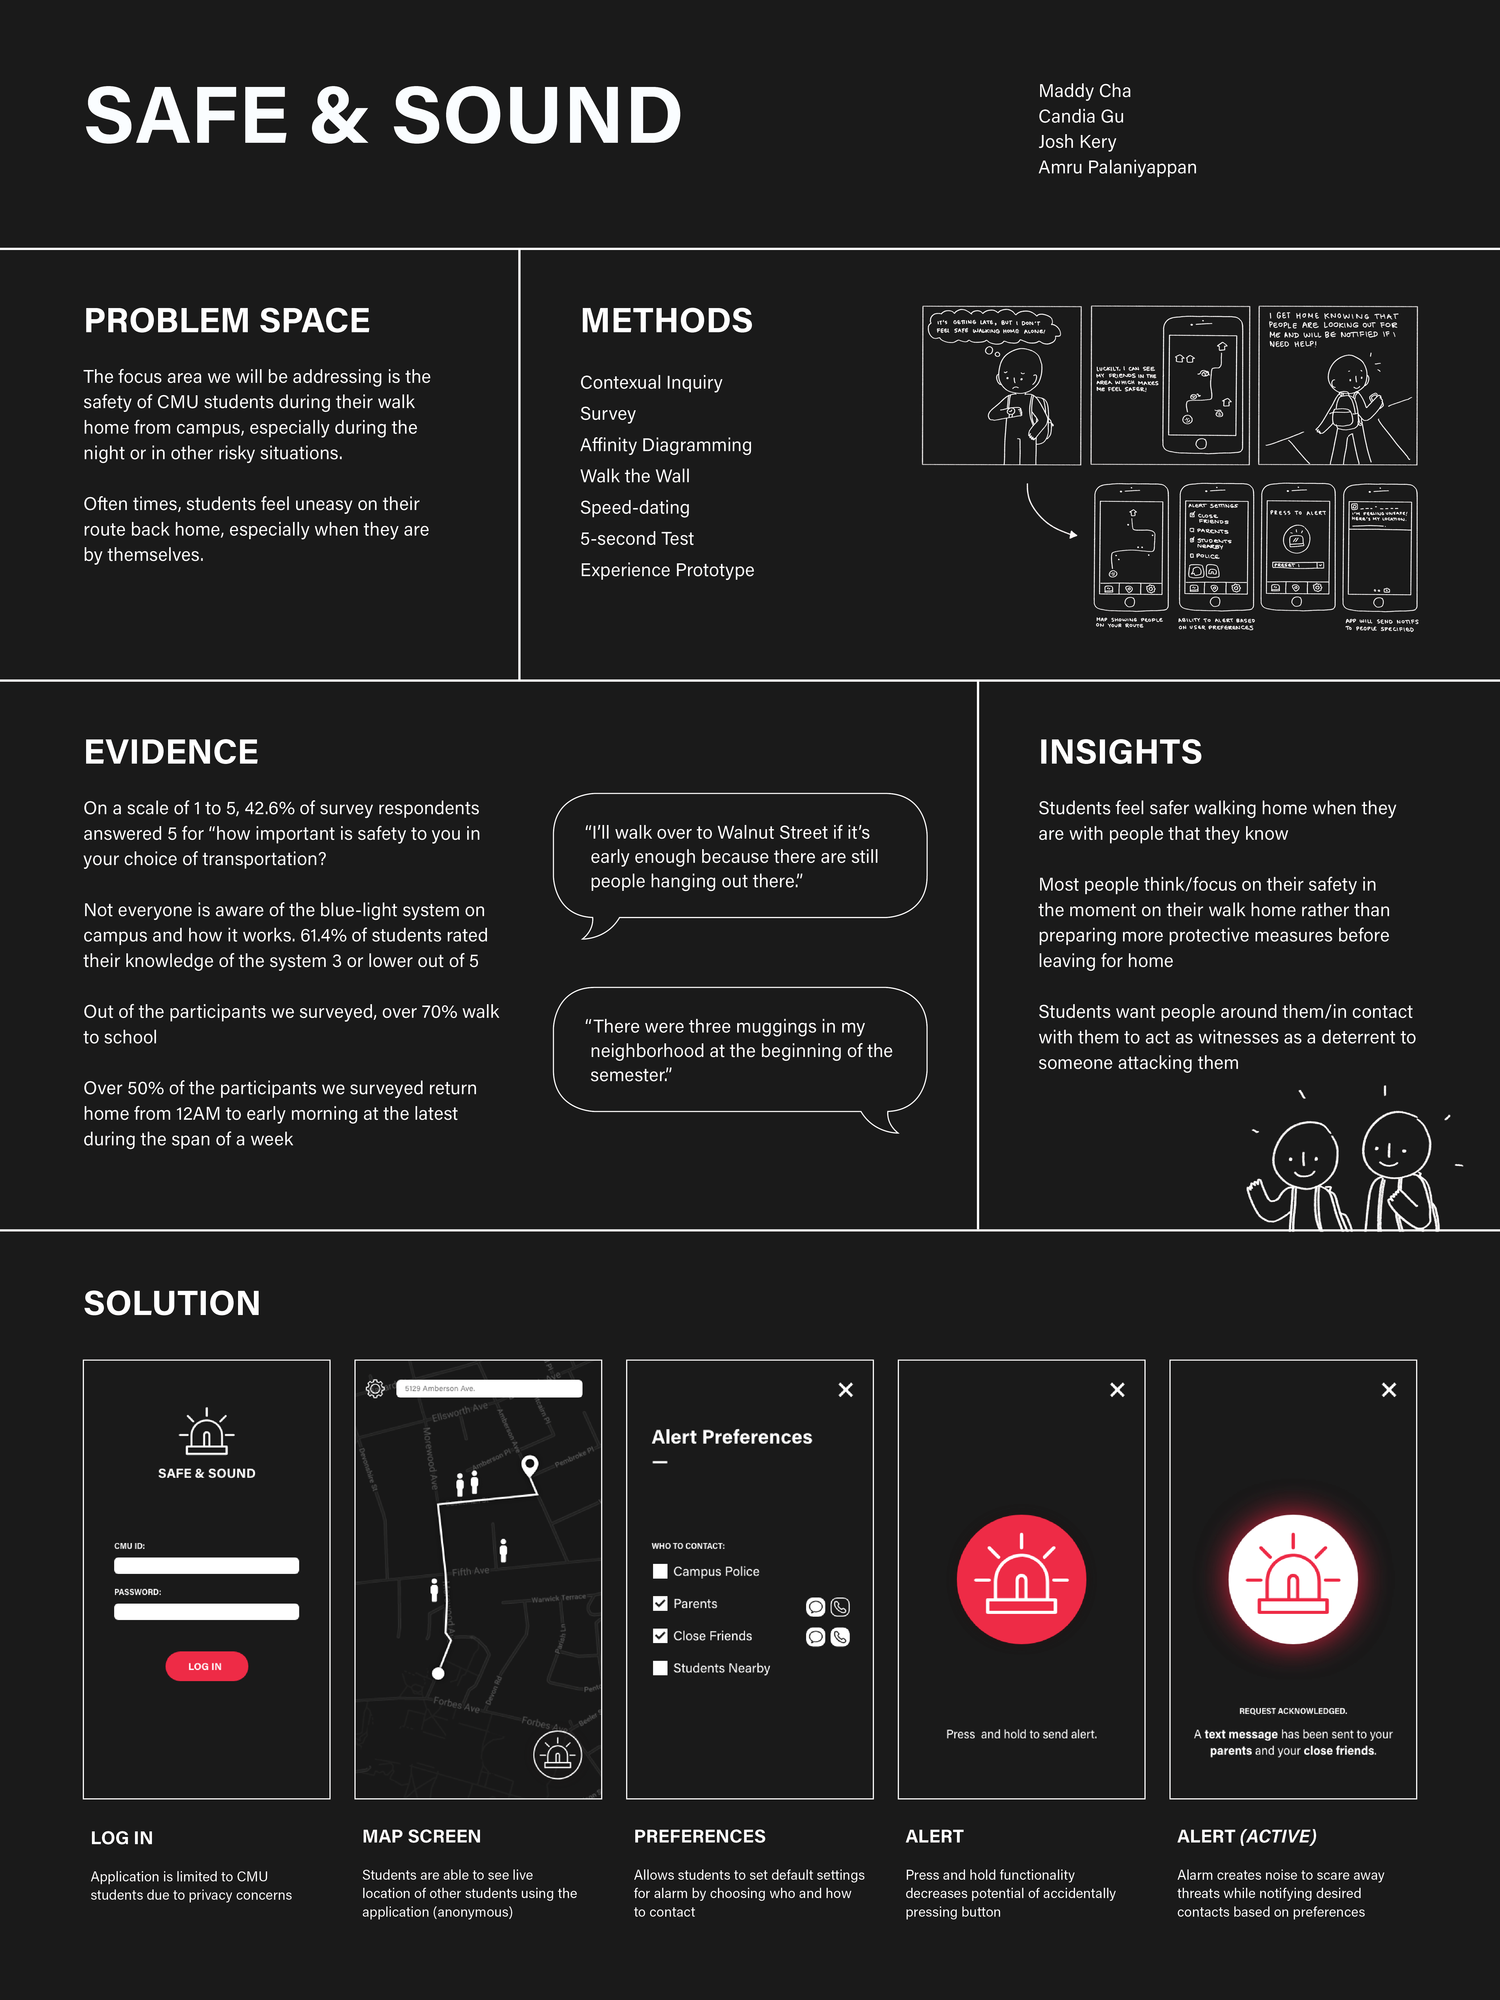 SAFE & SOUND
Maddy Cha
Candia Gu
Josh Kery
Amru Palaniyappan
PROBLEM SPACE
The focus area we will be addressing is the
safety of CMU students during their walk
home from campus, especially during the
night or in other risky situations.
Often times, students feel uneasy on their
route back home, especially when they are
by themselves.
METHODS
Contexual Inquiry
Survey
Affinity Diagramming
Walk the Wall
Speed-dating
5-second Test
Experience Prototype
IT'S GETTING LATE, BUT I DON'T
FEEL SAFE WALKING HOME ALONE!
LUCKILY, I CAN SEE
MY FRIENDS IN THE
AREA WHICH MAKES
ME FEEL SAFER!
I GET HOME KNOWING THAT
PEOPLE ARE LOOKING OUT FOR
ME AND WILL BE NOTIFIED IF I
NEED HELP!
MAP SHOWING PEOPLE
ON YOUR ROUTE
ALERT SETTINGS
CLOSE
FRIENDS
PARENTS
STUDENTS
NEARBY
POLICE
ABILITY TO ALERT BASED
ON USER PREFERENCES
PRESS TO ALERT
PRESET 1
I'M FEELING UNSAFE!
HERE'S MY LOCATION.
APP WILL SEND NOTIFS
TO PEOPLE SPECIFIED
EVIDENCE
On a scale of 1 to 5, 42.6% of survey respondents
answered 5 for “how important is safety to you in
your choice of transportation?
Not everyone is aware of the blue-light system on
campus and how it works. 61.4% of students rated
their knowledge of the system 3 or lower out of 5
Out of the participants we surveyed, over 70% walk
to school
Over 50% of the participants we surveyed return
home from 12AM to early morning at the latest
during the span of a week
“I’ll walk over to Walnut Street if it’s
early enough because there are still
people hanging out there.”
“There were three muggings in my
neighborhood at the beginning of the
semester.”
INSIGHTS
Students feel safer walking home when they
are with people that they know
Most people think/focus on their safety in
the moment on their walk home rather than
preparing more protective measures before
leaving for home
Students want people around them/in contact
with them to act as witnesses as a deterrent to
someone attacking them
SOLUTION
SAFE & SOUND
CMU ID:
PASSWORD:
LOG IN
LOG IN
Application is limited to CMU
students due to privacy concerns
5129 Amberson Ave.
Ellsworth Ave
Morewood Ave
Amberson Ave
Devonshire St
Amberson Pl
Pembroke Pl
Fifth Ave
Warwick Terrace
Devon Rd
Forbes Ave
Forbes Ave
MAP SCREEN
Students are able to see live
location of other students using the
application (anonymous)
Alert Preferences
WHO TO CONTACT:
Campus Police
Parents
Close Friends
Students Nearby
PREFERENCES
Allows students to set default settings
for alarm by choosing who and how
to contact
Press and hold to send alert.
ALERT
Press and hold functionality
decreases potential of accidentally
pressing button
REQUEST ACKNOWLEDGED.
A text message has been sent to your
parents and your close friends.
ALERT (ACTIVE)
Alarm creates noise to scare away
threats while notifying desired
contacts based on preferences